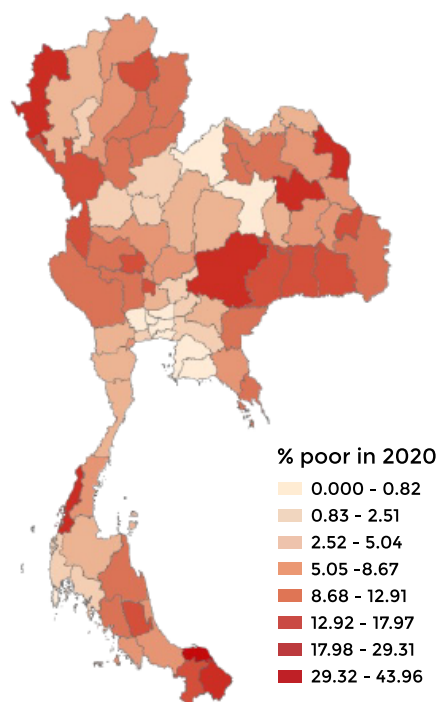 % poor in 2020
0.000 - 0.82
0.83 - 2.51
2.52 - 5.04
5.05 -8.67
8.68 - 12.91
12.92 - 17.97
17.98 - 29.31
29.32 - 43.96